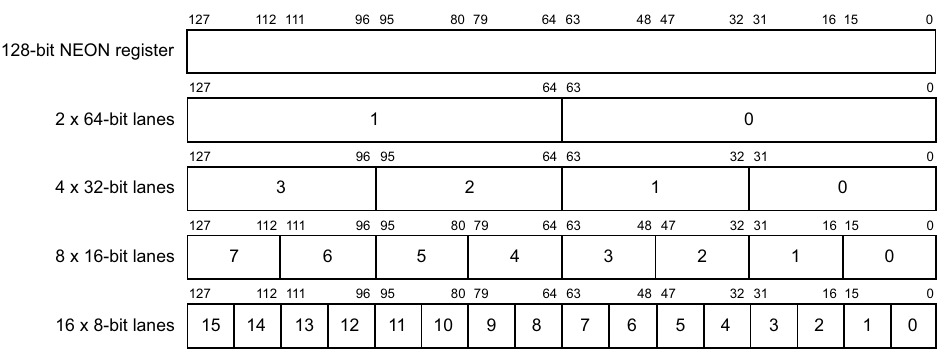 127 112 111 96 95 80 79 64 63 48 47 32 31 16 15 0
128-bit NEON register
127 64 63 0
2 x 64-bit lanes 1 0
127 96 95 64 63 32 31 0
4 x 32-bit lanes 3 2 1 0
127 112 111 96 95 80 79 64 63 48 47 32 31 16 15 0
8 x 16-bit lanes 7 6 5 4 3 2 1 0
127 112 111 96 95 80 79 64 63 48 47 32 31 16 15 0
16 x 8-bit lanes 15 14 13 12 11 10 9 8 7 6 5 4 3 2 1 0